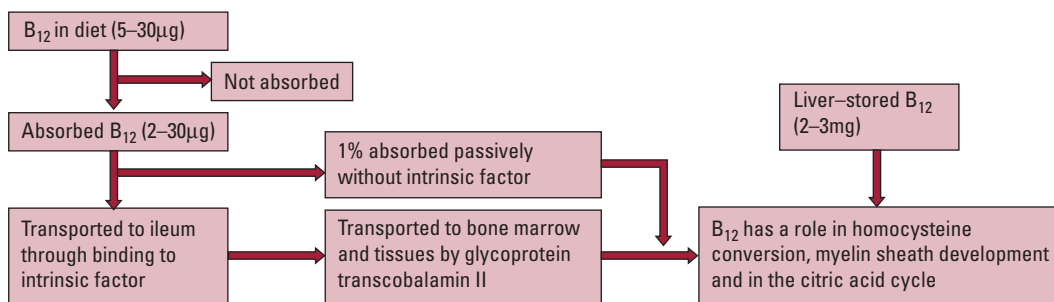 B₁₂ in diet (5–30µg)
Not absorbed
Absorbed B₁₂ (2–30µg)
Liver–stored B₁₂
(2–3mg)
1% absorbed passively
without intrinsic factor
Transported to ileum
through binding to
intrinsic factor
Transported to bone marrow
and tissues by glycoprotein
transcobalamin II
B₁₂ has a role in homocysteine
conversion, myelin sheath development
and in the citric acid cycle